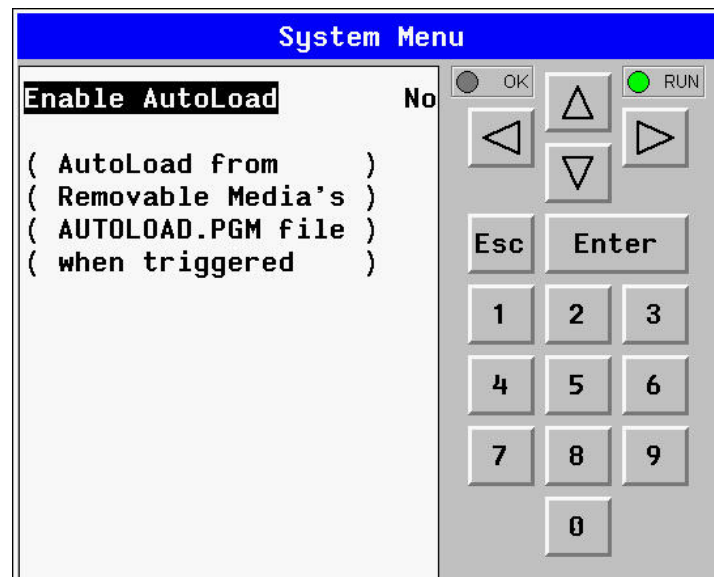 System Menu
Enable AutoLoad No
( AutoLoad from )
( Removable Media's )
( AUTOLOAD.PGM file )
( when triggered )
OK
RUN
Esc
Enter
1 2 3
4 5 6
7 8 9
0